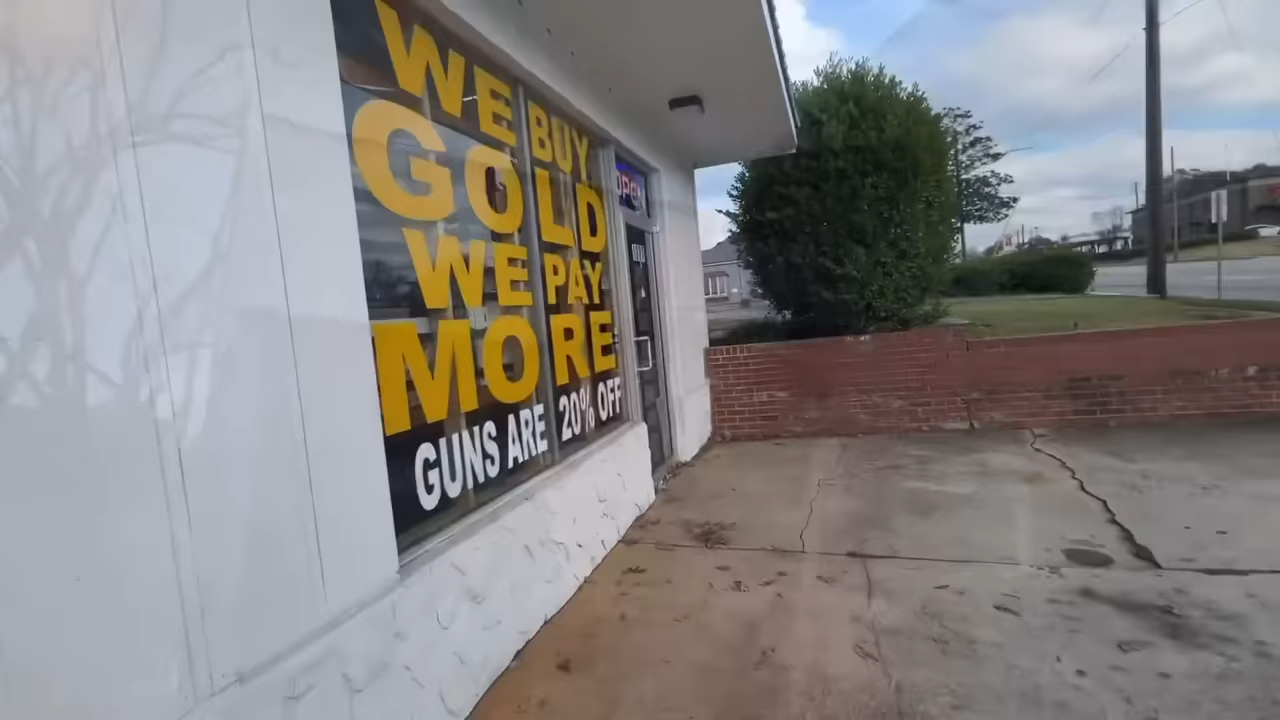 WE BUY
GOLD
WE PAY
MORE
GUNS ARE 20% OFF
OPEN